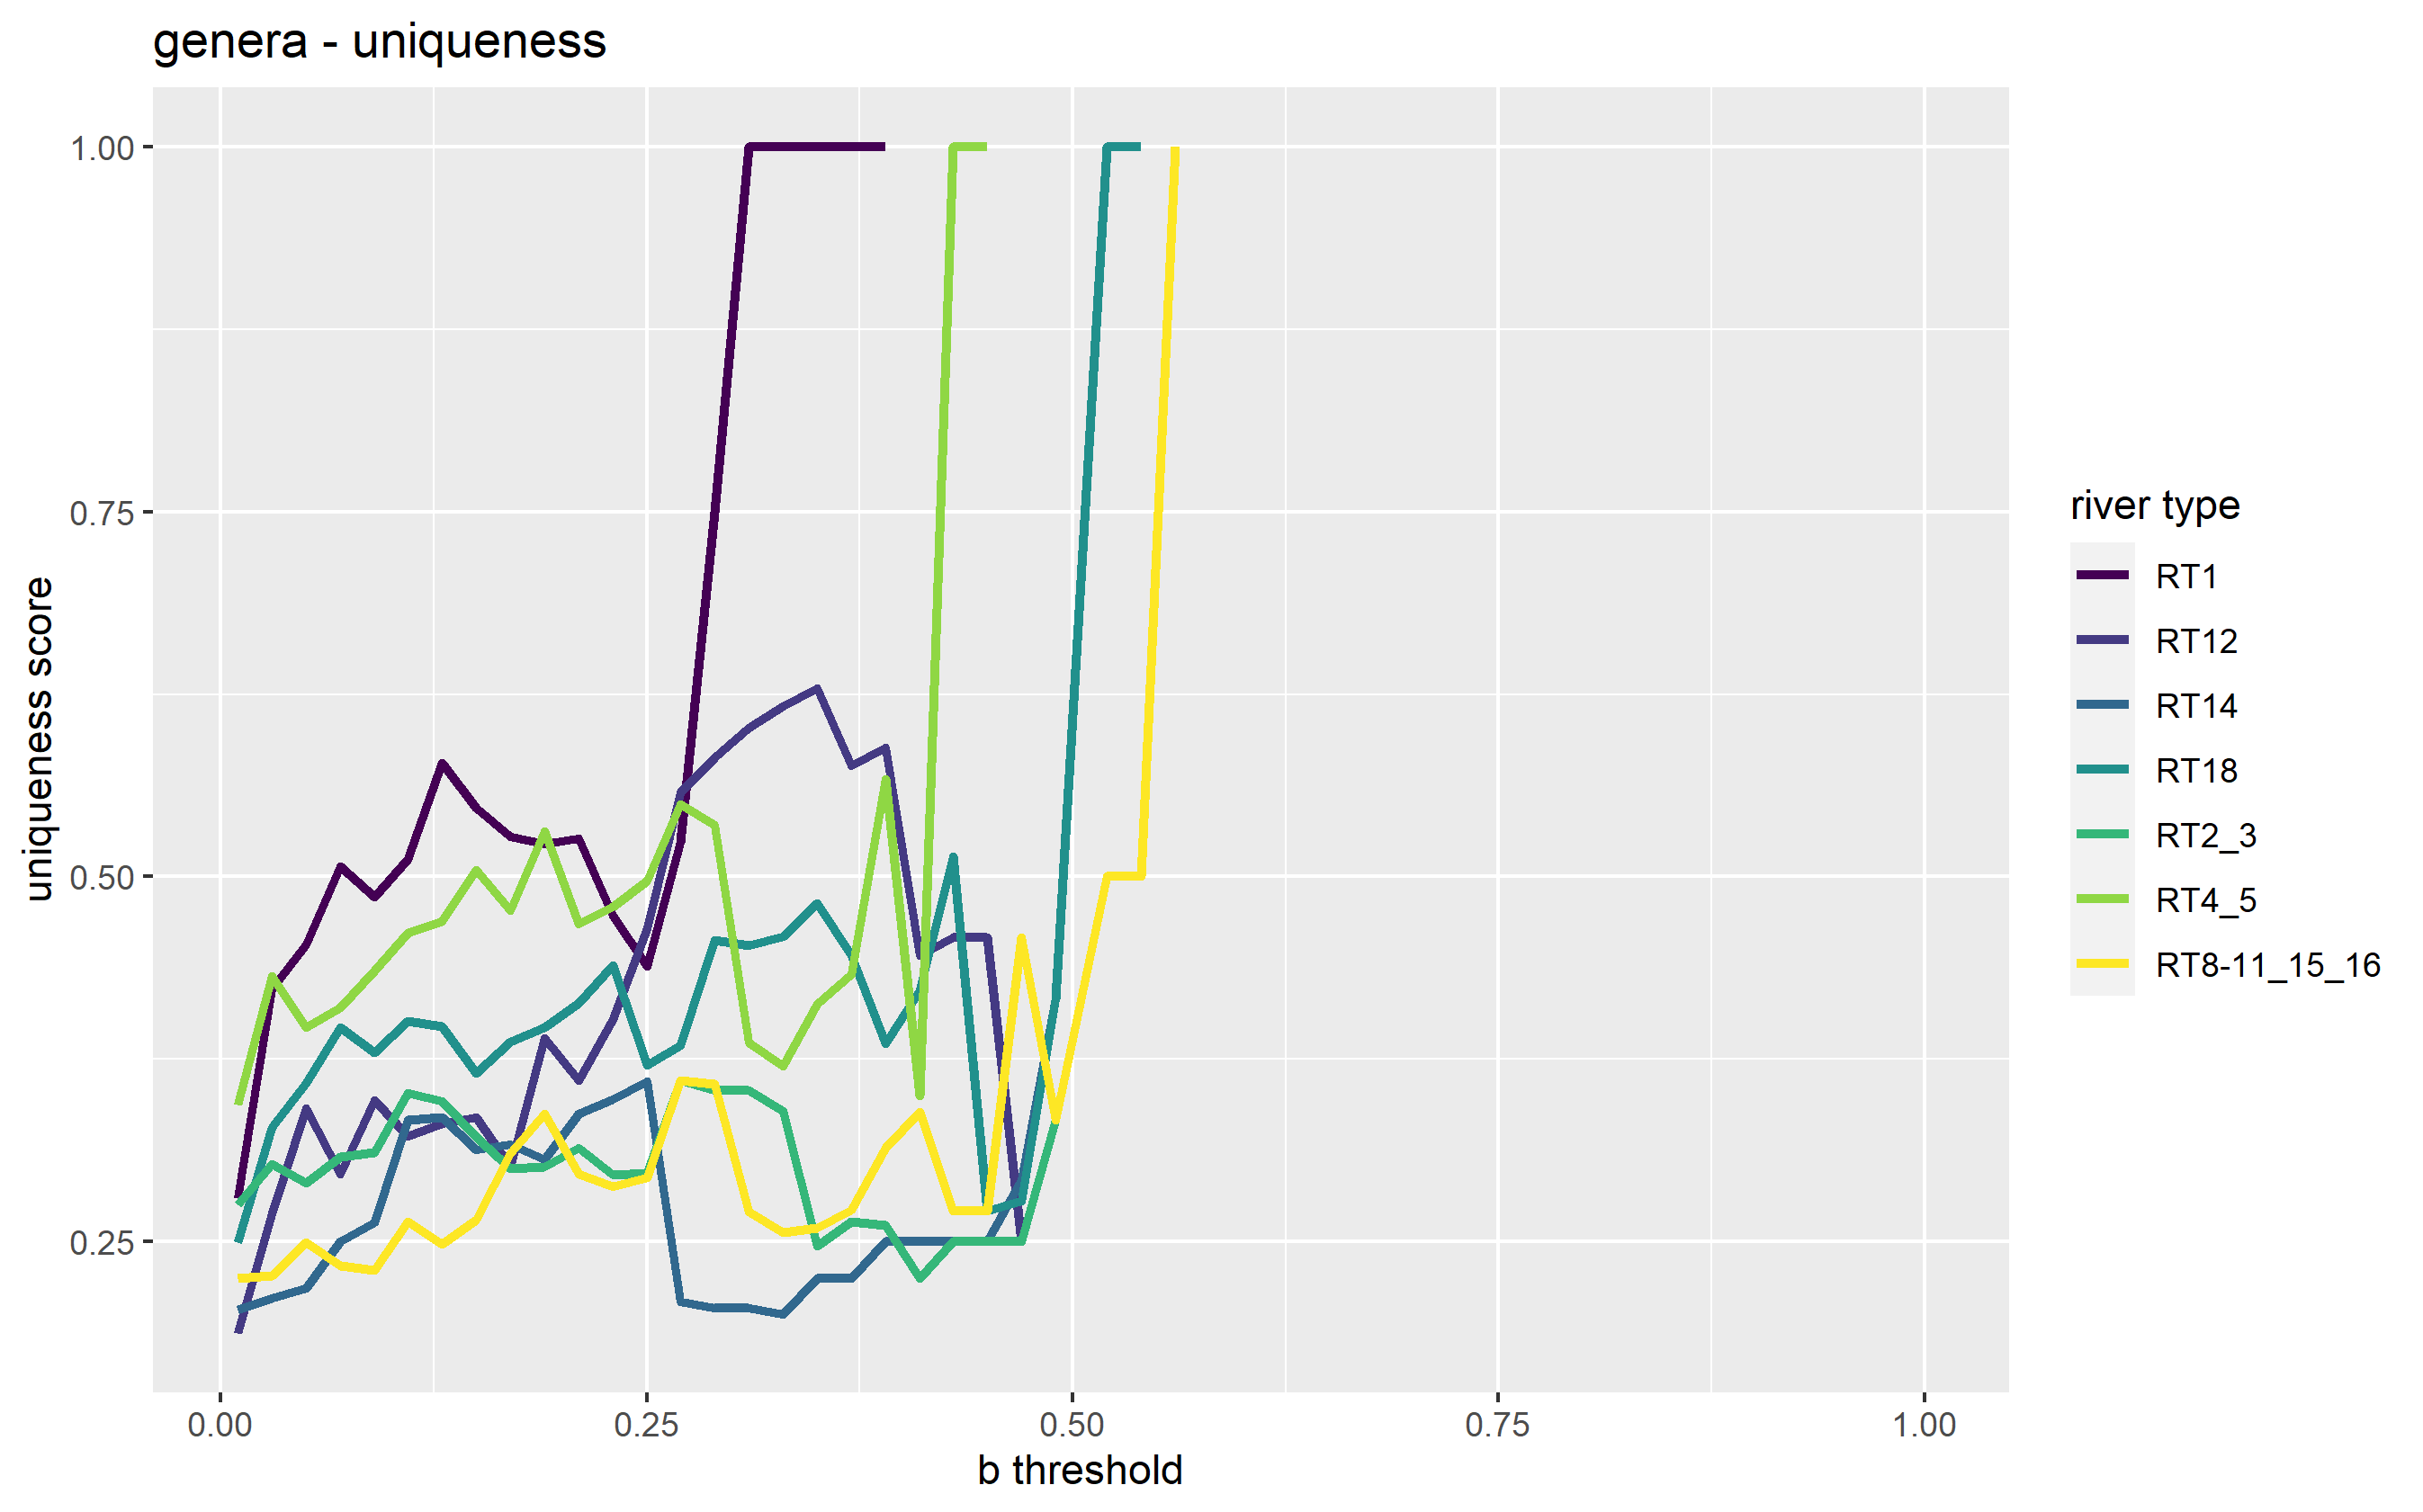 genera - uniqueness
1.00
0.75
0.50
0.25
uniqueness score
0.00
0.25
0.50
0.75
1.00
b threshold
river type
RT1
RT12
RT14
RT18
RT2_3
RT4_5
RT8-11_15_16